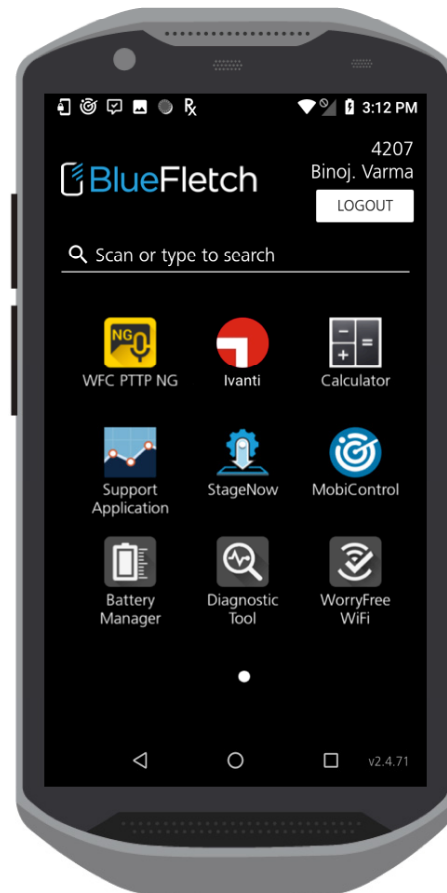 3:12 PM
4207
BlueFletch
Binoj. Varma
LOGOUT
Scan or type to search
NG
WFC PTTP NG
Ivanti
Calculator
Support
Application
StageNow
MobiControl
Battery
Manager
Diagnostic
Tool
WorryFree
WiFi
v2.4.71